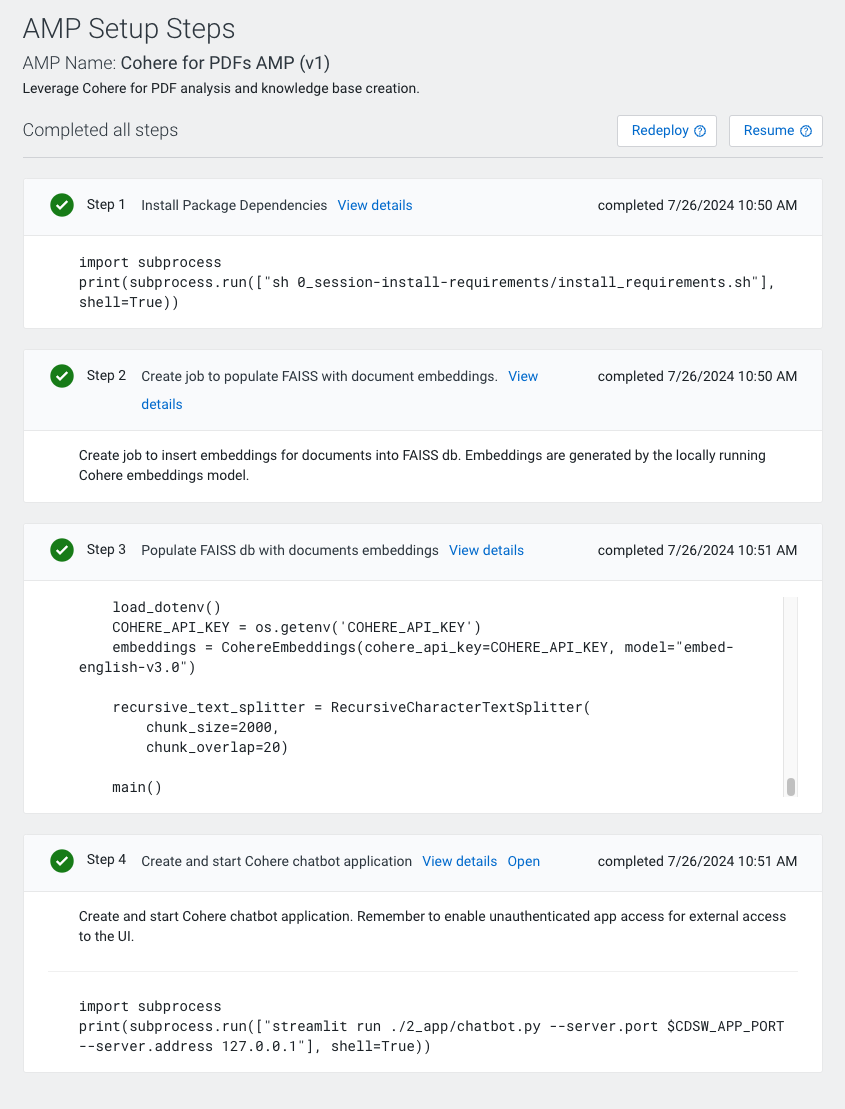 AMP Setup Steps
AMP Name: Cohere for PDFs AMP (v1)
Leverage Cohere for PDF analysis and knowledge base creation.
Completed all steps
Redeploy
Resume
Step 1 Install Package Dependencies View details completed 7/26/2024 10:50 AM
import subprocess
print(subprocess.run(["sh 0_session-install-requirements/install_requirements.sh"],
shell=True))
Step 2 Create job to populate FAISS with document embeddings. View completed 7/26/2024 10:50 AM
details
Create job to insert embeddings for documents into FAISS db. Embeddings are generated by the locally running
Cohere embeddings model.
Step 3 Populate FAISS db with documents embeddings View details completed 7/26/2024 10:51 AM
    load_dotenv()
    COHERE_API_KEY = os.getenv('COHERE_API_KEY')
    embeddings = CohereEmbeddings(cohere_api_key=COHERE_API_KEY, model="embed-
english-v3.0")
    recursive_text_splitter = RecursiveCharacterTextSplitter(
        chunk_size=2000,
        chunk_overlap=20)
    main()
Step 4 Create and start Cohere chatbot application View details Open completed 7/26/2024 10:51 AM
Create and start Cohere chatbot application. Remember to enable unauthenticated app access for external access
to the UI.
import subprocess
print(subprocess.run(["streamlit run ./2_app/chatbot.py --server.port $CDSW_APP_PORT
--server.address 127.0.0.1"], shell=True))